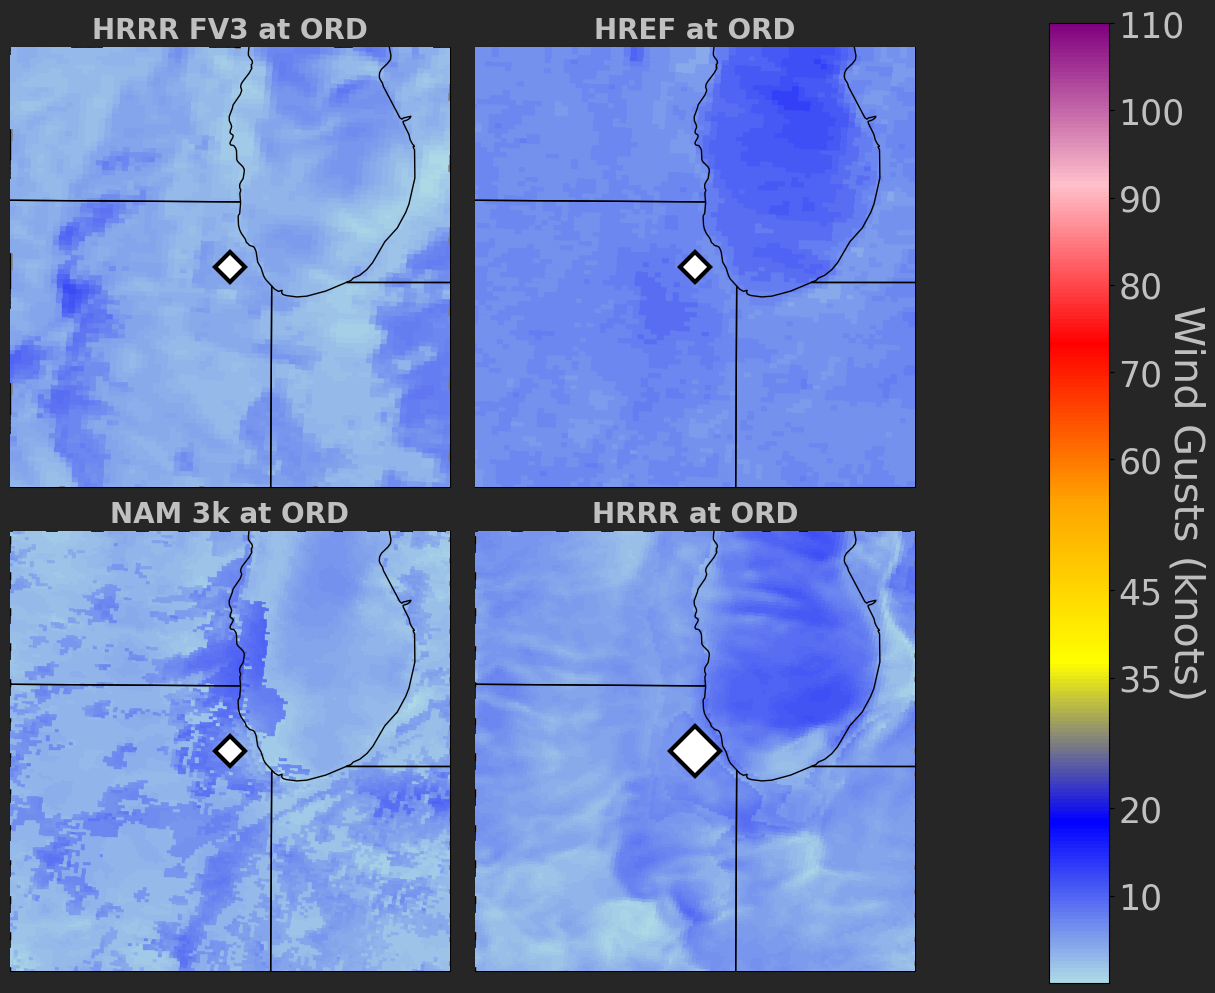 HRRR FV3 at ORD
HREF at ORD
NAM 3k at ORD
HRRR at ORD
110
100
90
80
70
60
45
35
20
10
Wind Gusts (knots)